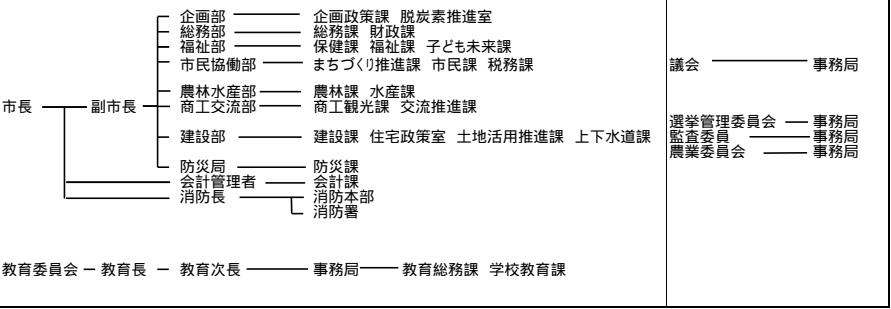 企画部 企画政策課 脱炭素推進室
総務部 総務課 財政課
福祉部 保健課 福祉課 子ども未来課
市民協働部 まちづくり推進課 市民課 税務課
農林水産部 農林課 水産課
市長 副市長 商工交流部 商工観光課 交流推進課
建設部 建設課 住宅政策室 土地活用推進課 上下水道課
防災局 防災課
会計管理者 会計課
消防長 消防本部
消防署
教育委員会 教育長 教育次長 事務局 教育総務課 学校教育課
議会 事務局
選挙管理委員会 事務局
監査委員 事務局
農業委員会 事務局